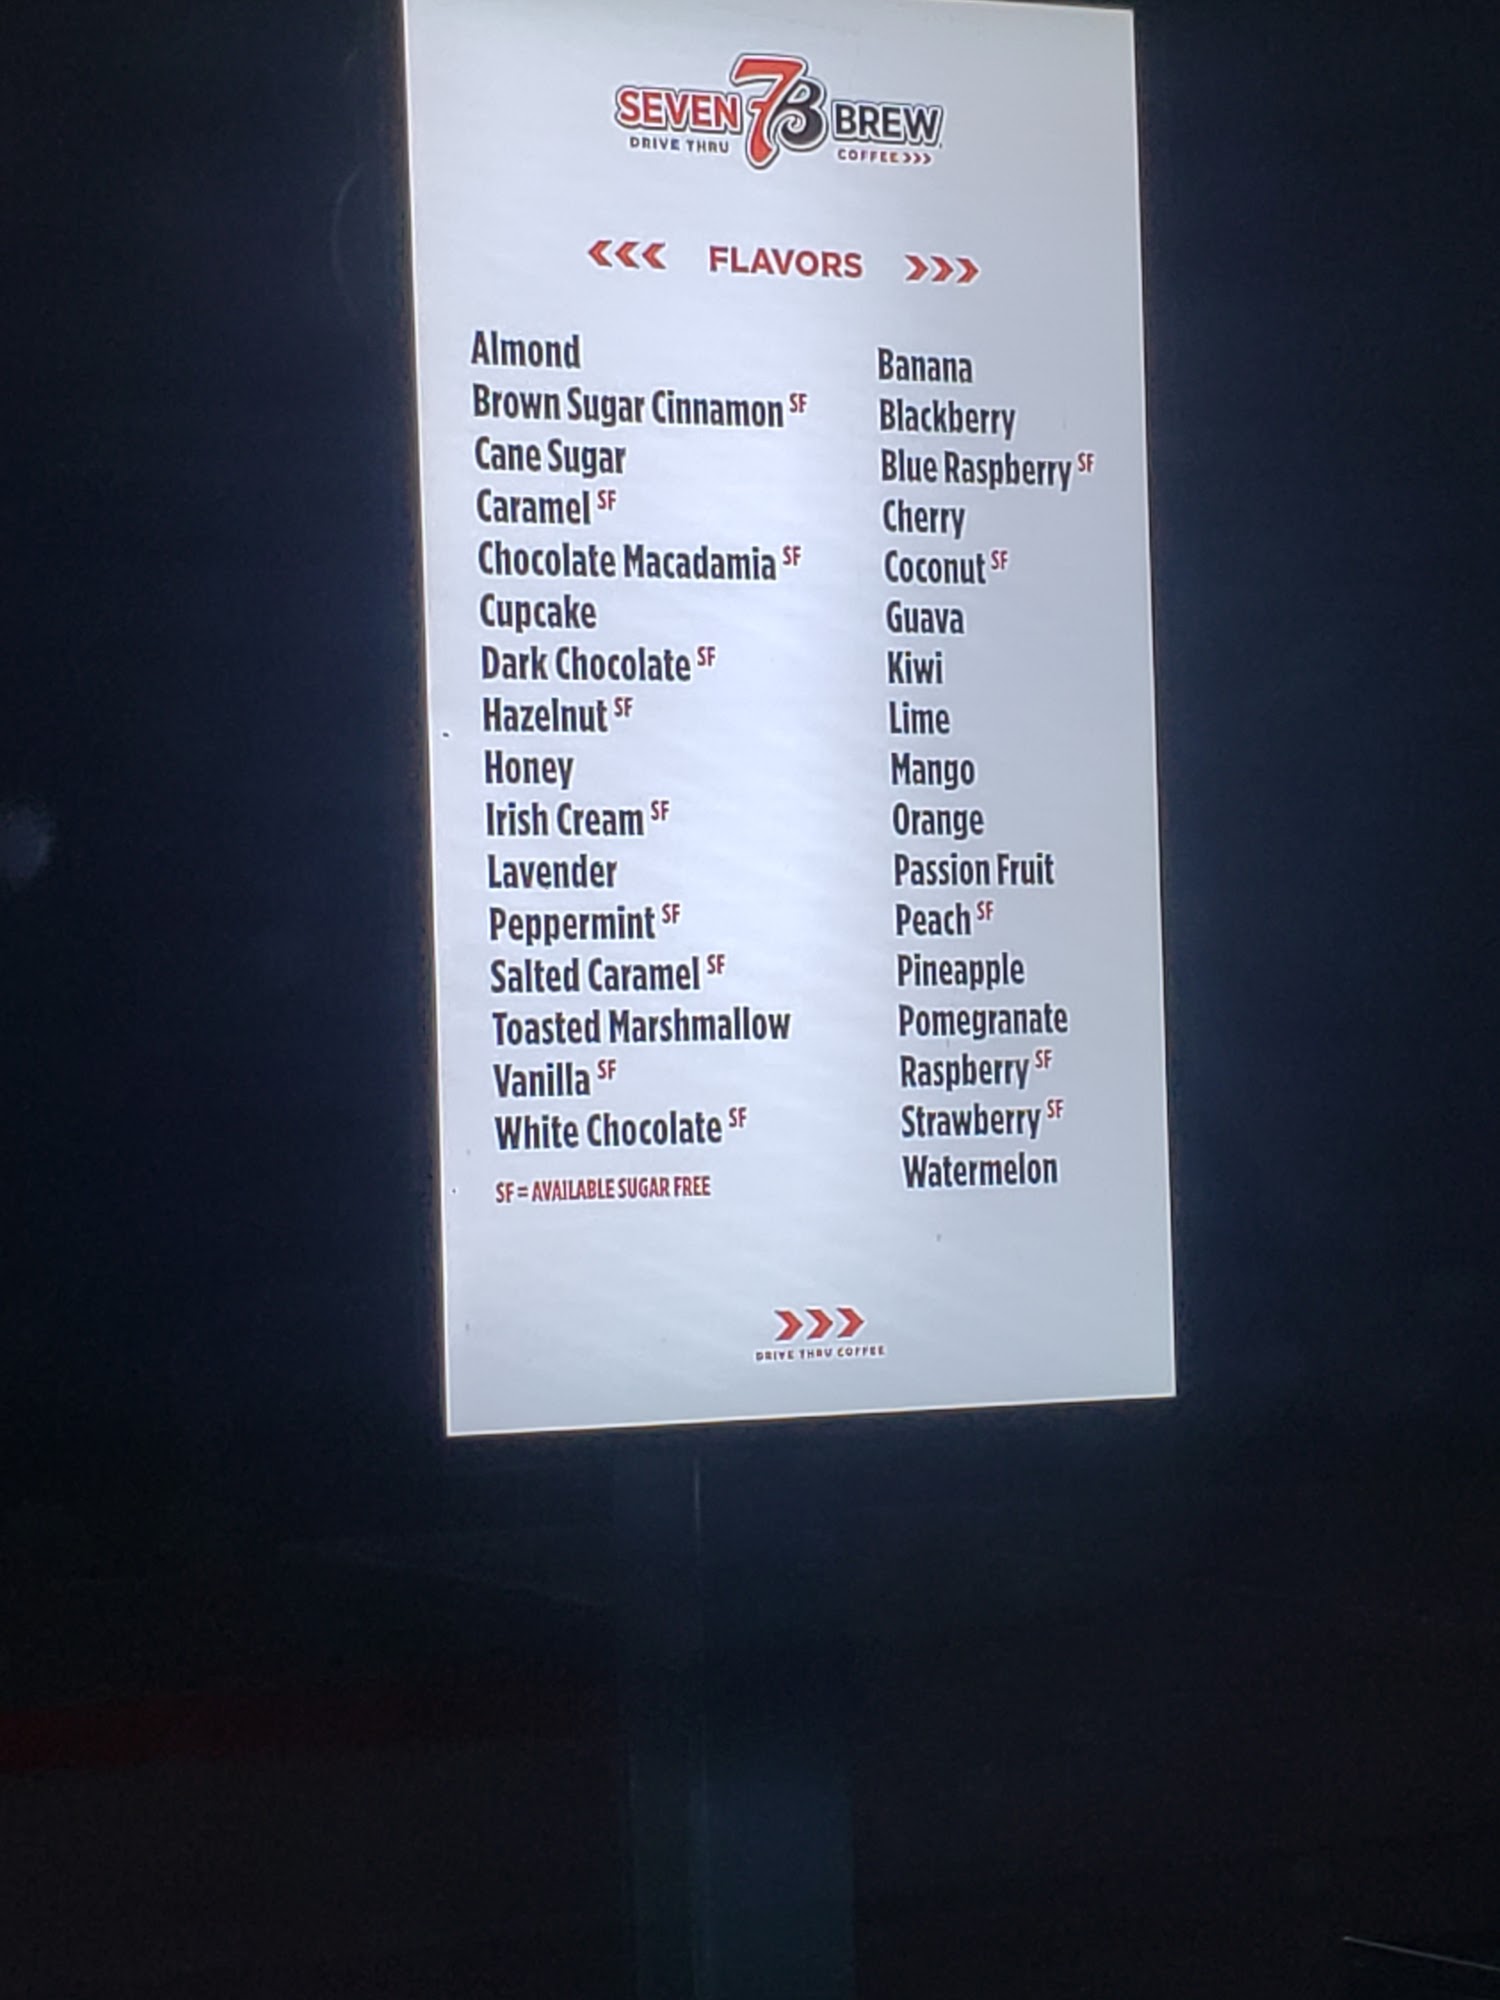 SEVEN 7B BREW
DRIVE THRU COFFEE >>>
<<< FLAVORS >>>
Almond
Brown Sugar Cinnamon SF
Cane Sugar
Caramel SF
Chocolate Macadamia SF
Cupcake
Dark Chocolate SF
Hazelnut SF
Honey
Irish Cream SF
Lavender
Peppermint SF
Salted Caramel SF
Toasted Marshmallow
Vanilla SF
White Chocolate SF
SF = AVAILABLE SUGAR FREE
Banana
Blackberry
Blue Raspberry SF
Cherry
Coconut SF
Guava
Kiwi
Lime
Mango
Orange
Passion Fruit
Peach SF
Pineapple
Pomegranate
Raspberry SF
Strawberry SF
Watermelon
>>>
DRIVE THRU COFFEE